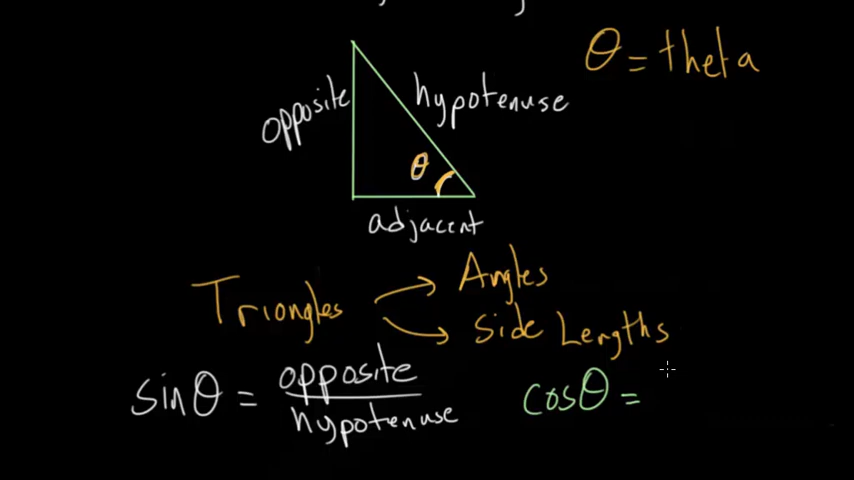 θ = theta
opposite
hypotenuse
θ
adjacent
Triangles
Angles
Side Lengths
sinθ = opposite / hypotenuse
cosθ =